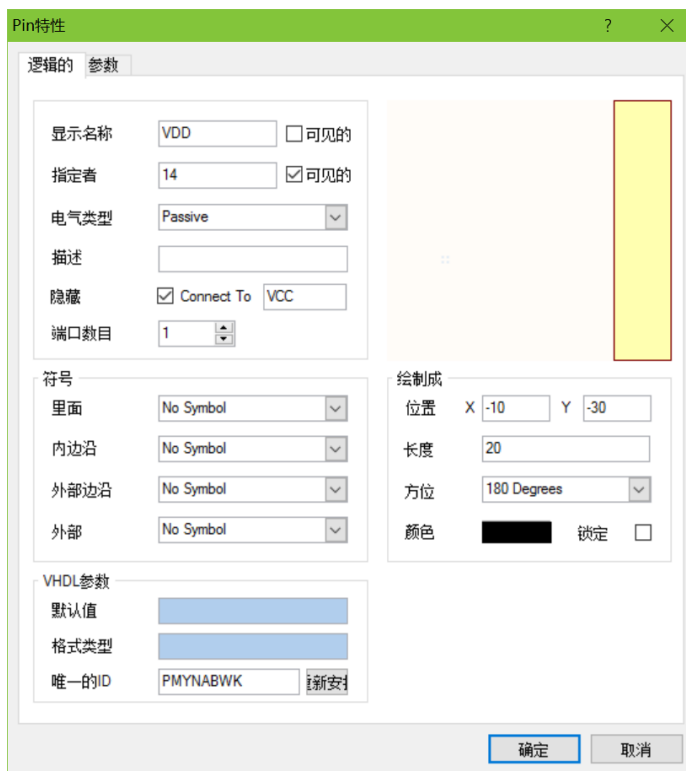 Pin特性 ?
逻辑的 参数
显示名称 VDD 可见的
指定者 14 可见的
电气类型 Passive
描述
隐藏 Connect To VCC
端口数目 1
符号
里面 No Symbol
内边沿 No Symbol
外部边沿 No Symbol
外部 No Symbol
绘制成
位置 X -10 Y -30
长度 20
方位 180 Degrees
颜色 锁定
VHDL参数
默认值
格式类型
唯一的ID PMYNABWK 重新安排
确定 取消